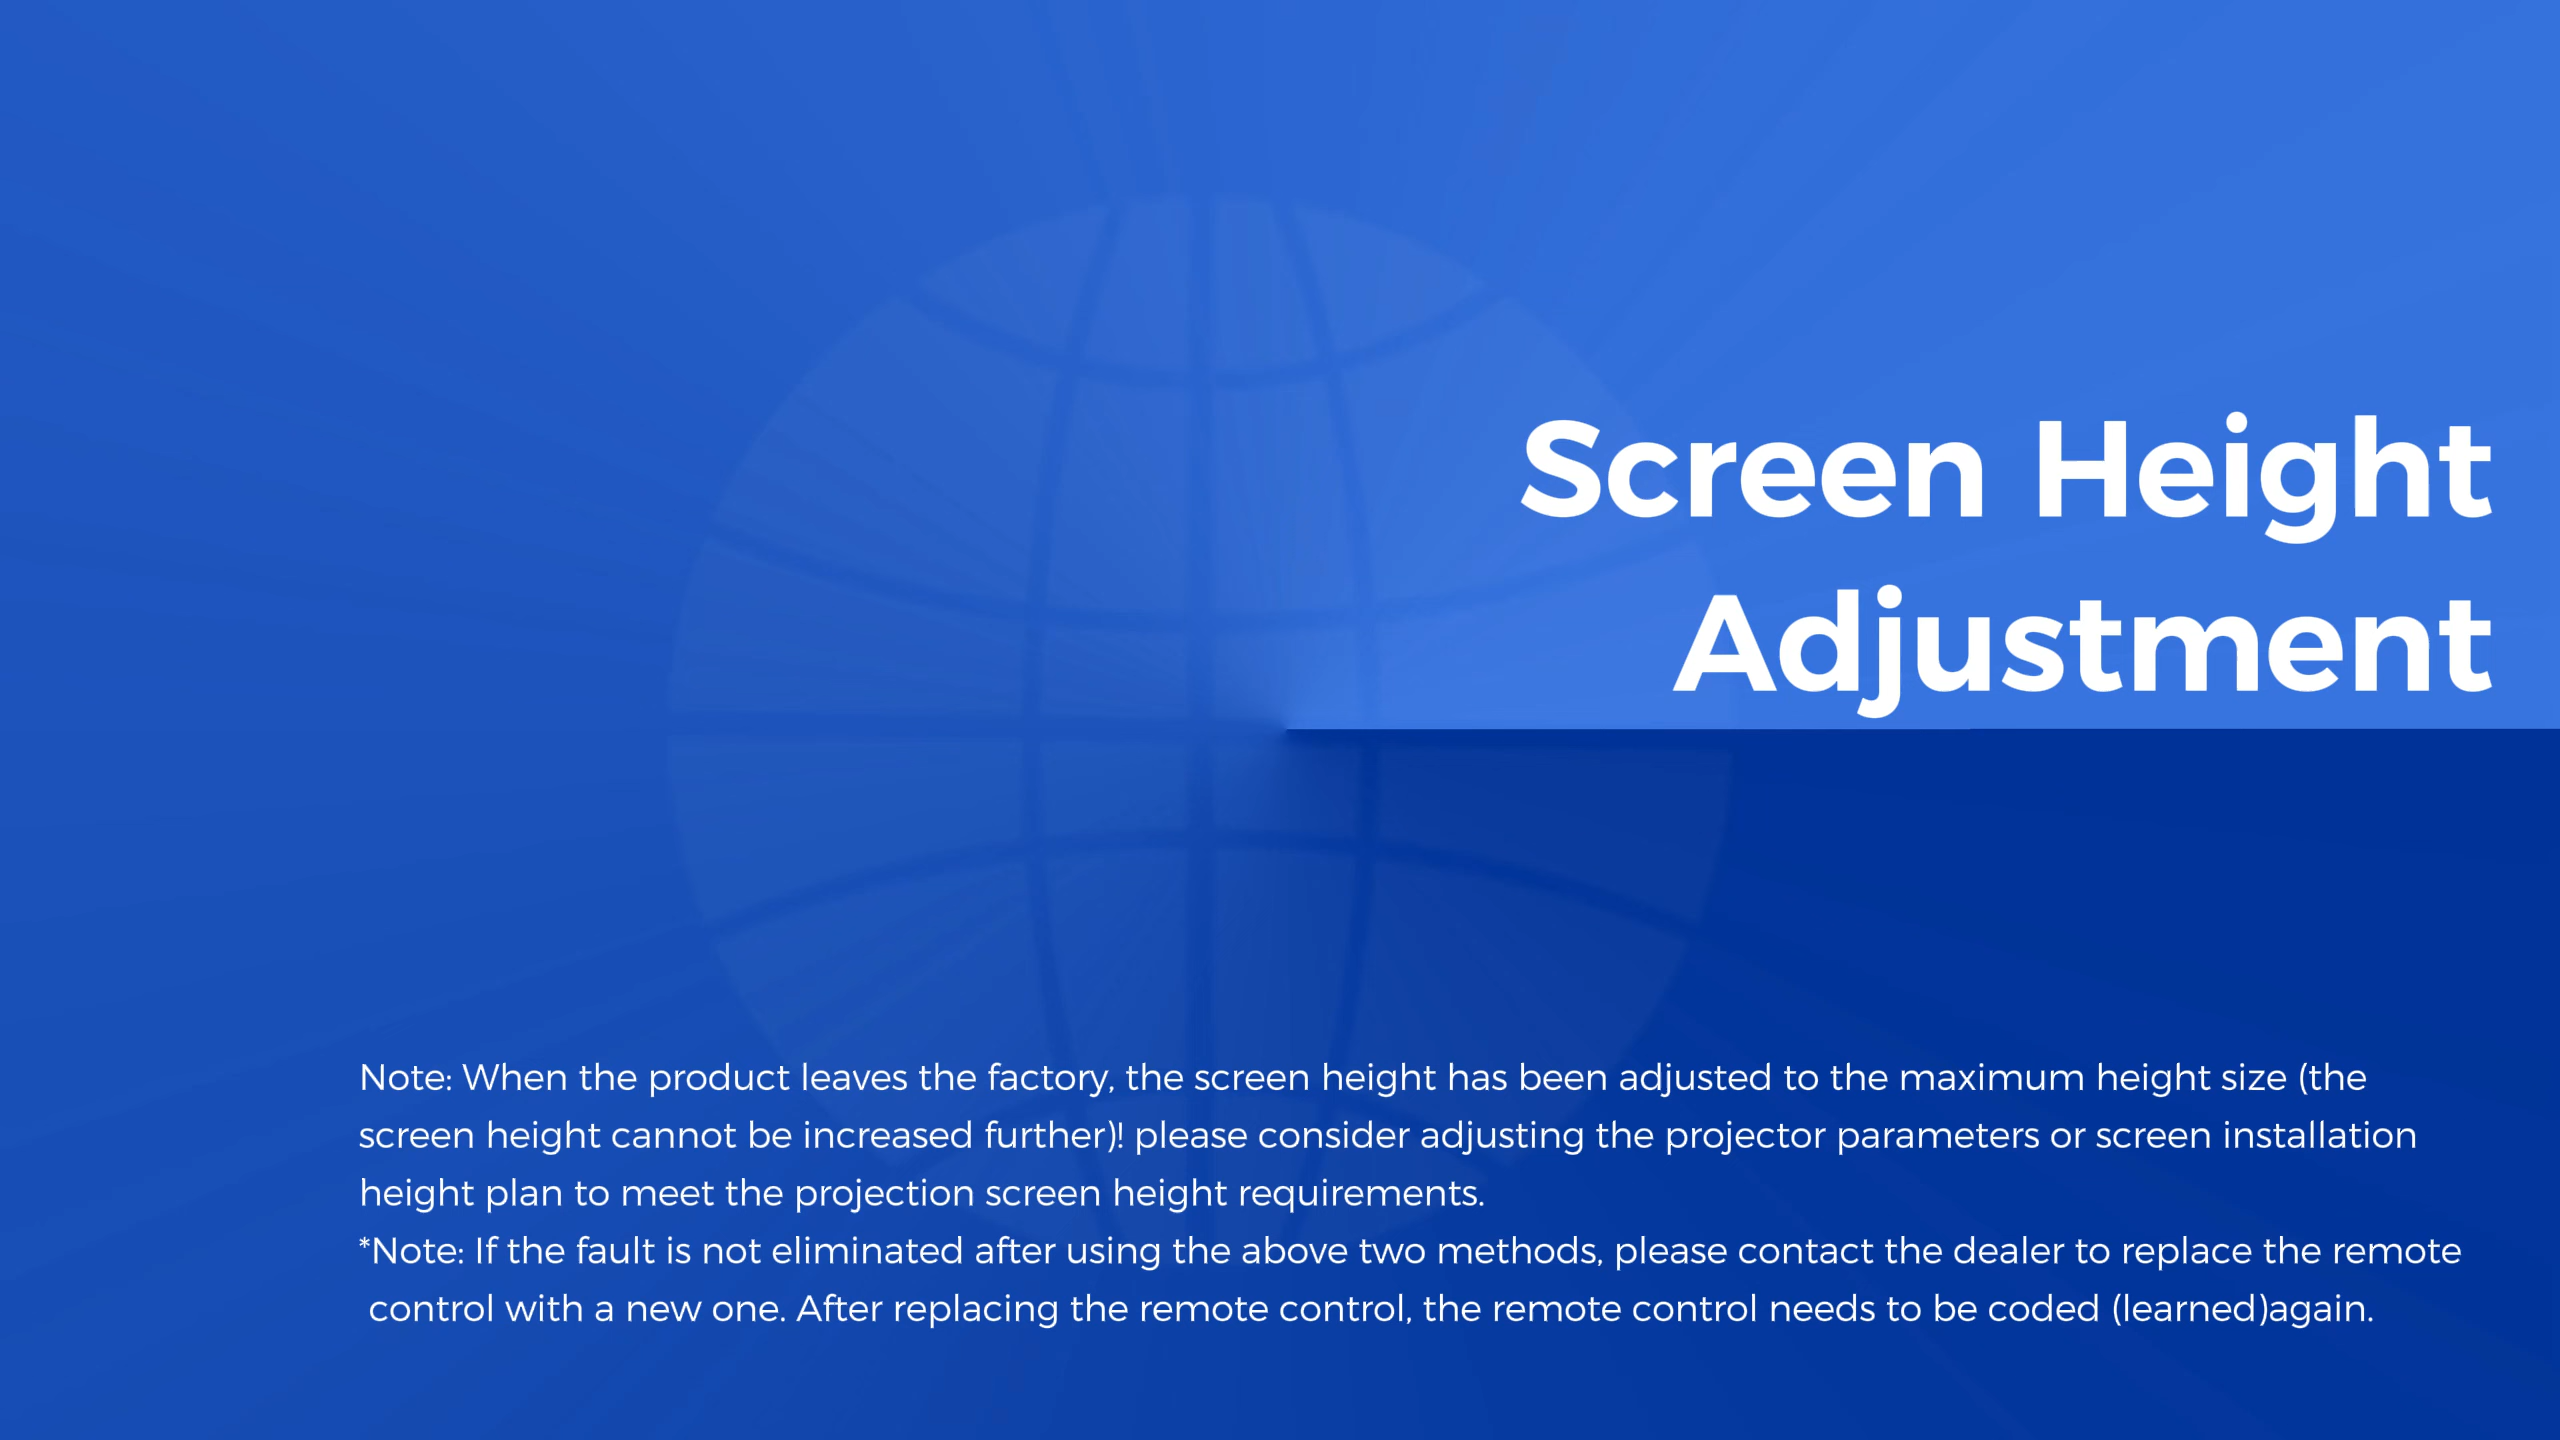 Screen Height
Adjustment
Note: When the product leaves the factory, the screen height has been adjusted to the maximum height size (the
screen height cannot be increased further)! please consider adjusting the projector parameters or screen installation
height plan to meet the projection screen height requirements.
*Note: If the fault is not eliminated after using the above two methods, please contact the dealer to replace the remote
control with a new one. After replacing the remote control, the remote control needs to be coded (learned)again.